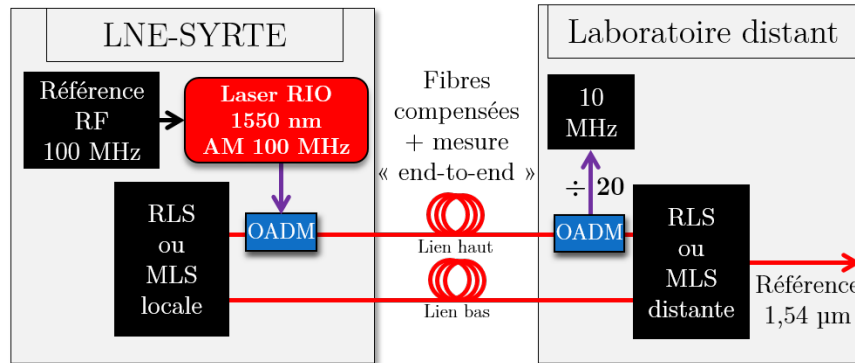 LNE-SYRTE
Référence
RF
100 MHz
Laser RIO
1550 nm
AM 100 MHz
RLS
ou
MLS
locale
OADM
Fibres
compensées
+ mesure
« end-to-end »
Lien haut
Lien bas
Laboratoire distant
10
MHz
÷ 20
OADM
RLS
ou
MLS
distante
Référence
1,54 µm